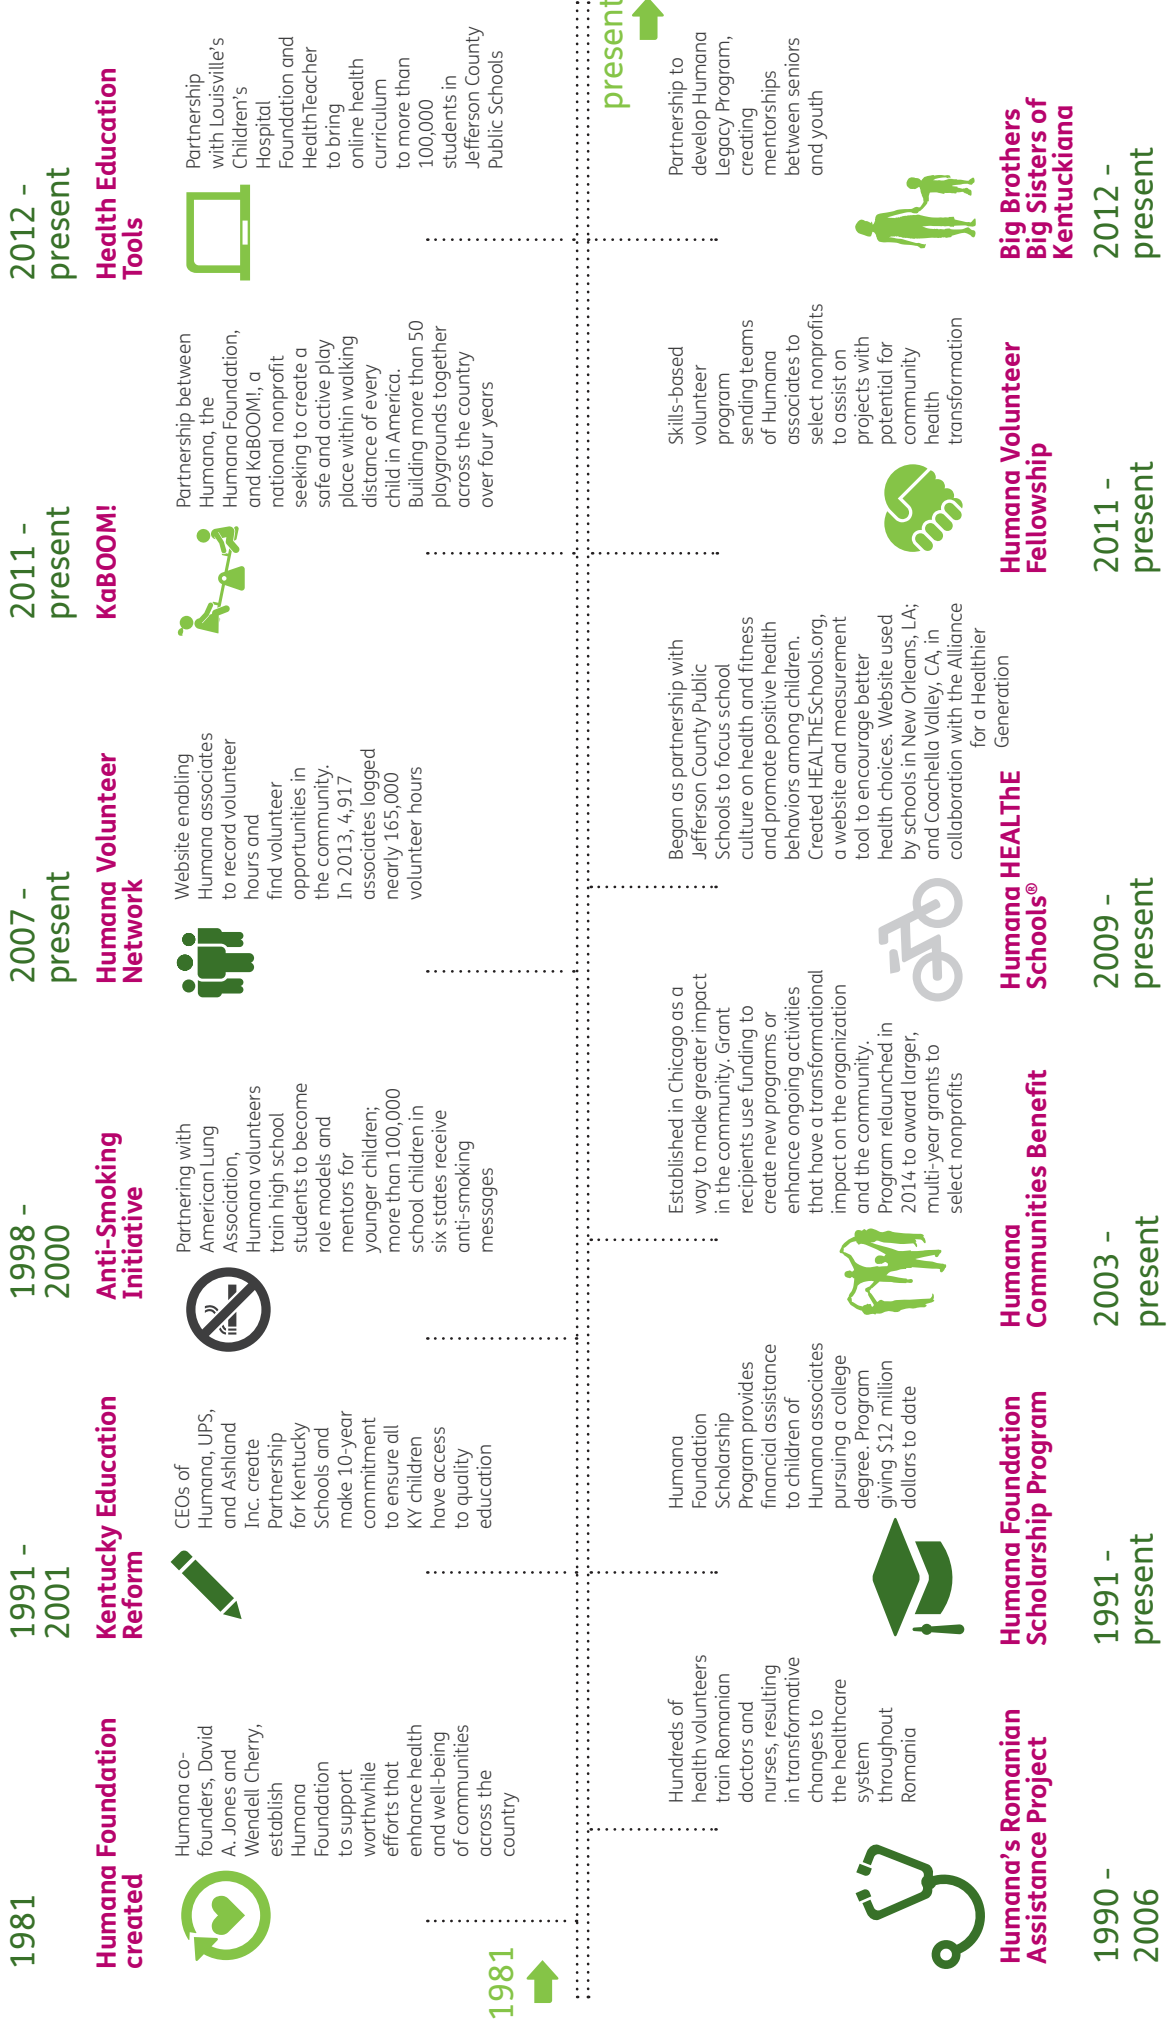 1981
Humana Foundation
created
Humana co-
founders, David
A. Jones and
Wendell Cherry,
establish
Humana
Foundation
to support
worthwhile
efforts that
enhance health
and well-being
of communities
across the
country
1991 -
2001
Kentucky Education
Reform
CEOs of
Humana, UPS,
and Ashland
Inc. create
Partnership
for Kentucky
Schools and
make 10-year
commitment
to ensure all
KY children
have access
to quality
education
1998 -
2000
Anti-Smoking
Initiative
Partnering with
American Lung
Association,
Humana volunteers
train high school
students to become
role models and
mentors for
younger children;
more than 100,000
school children in
six states receive
anti-smoking
messages
2007 -
present
Humana Volunteer
Network
Website enabling
Humana associates
to record volunteer
hours and
find volunteer
opportunities in
the community.
In 2013, 4,917
associates logged
nearly 165,000
volunteer hours
2011 -
present
KaBOOM!
Partnership between
Humana, the
Humana Foundation,
and KaBOOM!, a
national nonprofit
seeking to create a
safe and active play
place within walking
distance of every
child in America.
Building more than 50
playgrounds together
across the country
over four years
2012 -
present
Health Education
Tools
Partnership
with Louisville's
Children's
Hospital
Foundation and
HealthTeacher
to bring
online health
curriculum
to more than
100,000
students in
Jefferson County
Public Schools
1981
present
Hundreds of
health volunteers
train Romanian
doctors and
nurses, resulting
in transformative
changes to
the healthcare
system
throughout
Romania
Humana's Romanian
Assistance Project
1990 -
2006
Humana
Foundation
Scholarship
Program provides
financial assistance
to children of
Humana associates
pursuing a college
degree. Program
giving $12 million
dollars to date
Humana Foundation
Scholarship Program
1991 -
present
Established in Chicago as a
way to make greater impact
in the community. Grant
recipients use funding to
create new programs or
enhance ongoing activities
that have a transformational
impact on the organization
and the community.
Program relaunched in
2014 to award larger,
multi-year grants to
select nonprofits
Humana
Communities Benefit
2003 -
present
Began as partnership with
Jefferson County Public
Schools to focus school
culture on health and fitness
and promote positive health
behaviors among children.
Created HEALThESchools.org,
a website and measurement
tool to encourage better
health choices. Website used
by schools in New Orleans, LA;
and Coachella Valley, CA, in
collaboration with the Alliance
for a Healthier
Generation
Humana HEALThE
Schools®
2009 -
present
Skills-based
volunteer
program
sending teams
of Humana
associates to
select nonprofits
to assist on
projects with
potential for
community
health
transformation
Humana Volunteer
Fellowship
2011 -
present
Partnership to
develop Humana
Legacy Program,
creating
mentorships
between seniors
and youth
Big Brothers
Big Sisters of
Kentuckiana
2012 -
present